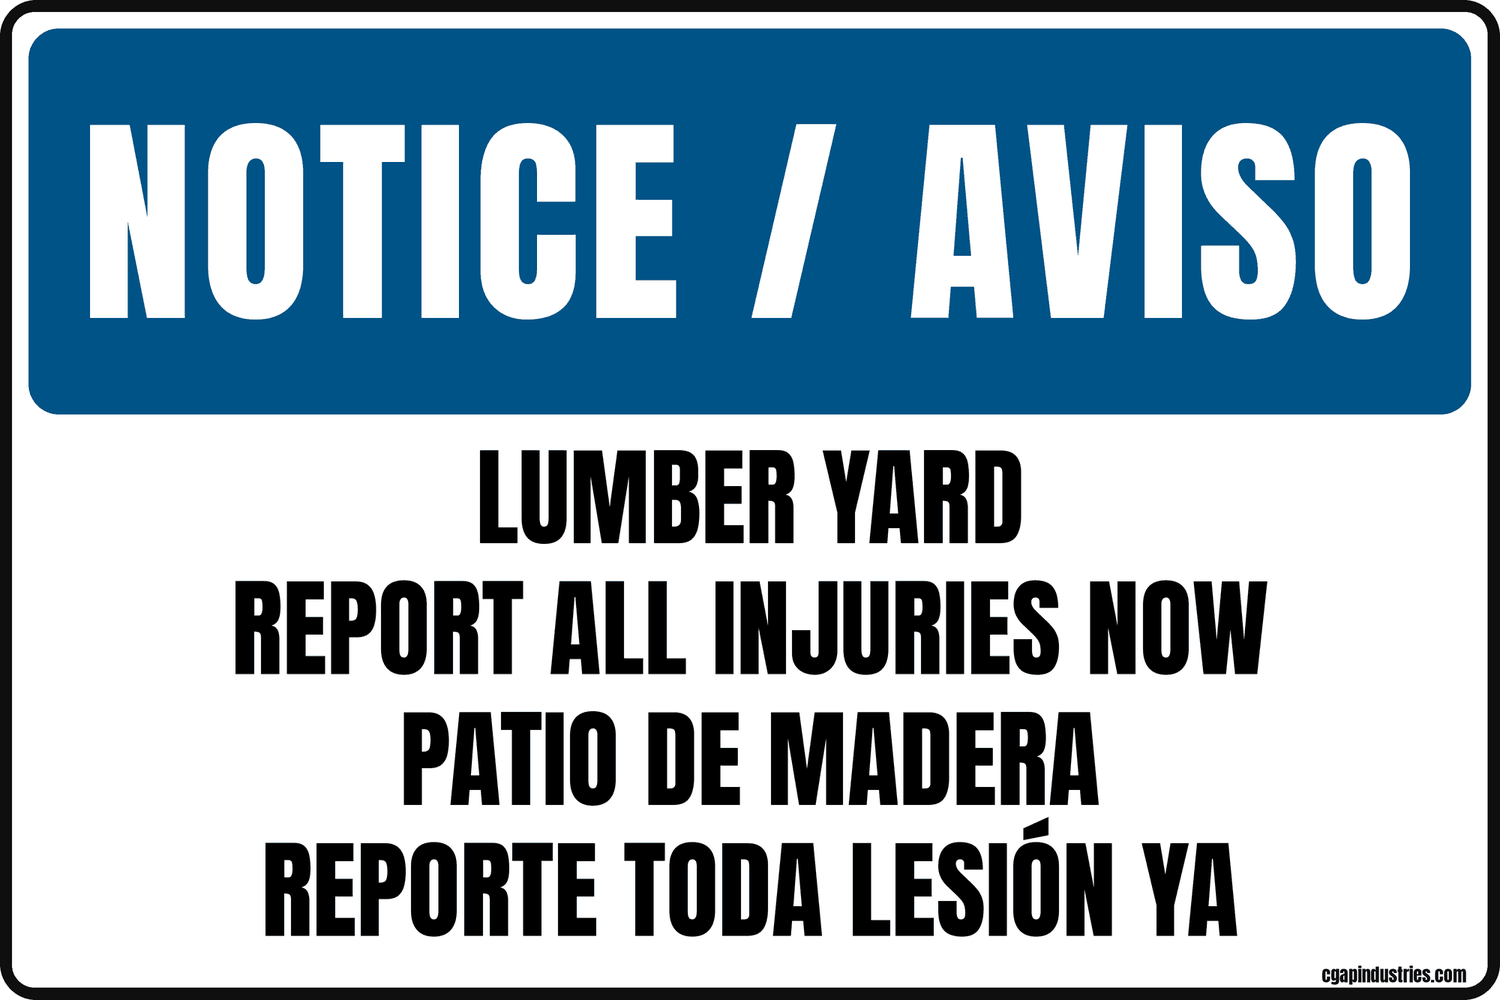 NOTICE / AVISO
LUMBER YARD
REPORT ALL INJURIES NOW
PATIO DE MADERA
REPORTE TODA LESIÓN YA
cgapindustries.com